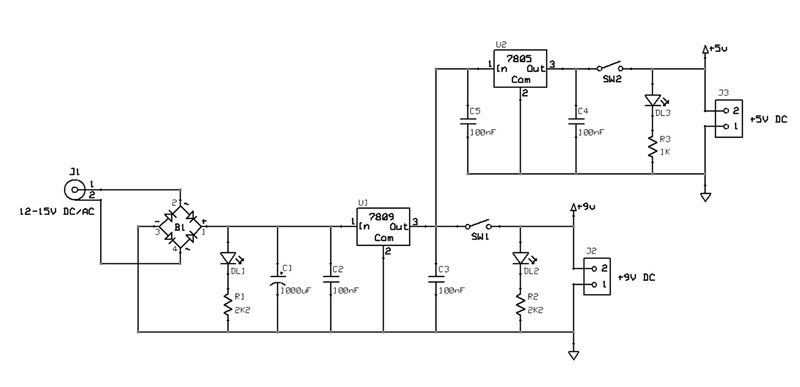 U2
7805
1 In Out 3
Com
2
SW2
+5v
J3
2
1
+5V DC
C5
100nF
C4
100nF
DL3
R3
1K
J1
1
2
12-15V DC/AC
2 ~
- +
3 B1 1
4 ~
U1
7809
1 In Out 3
Com
2
SW1
+9v
J2
2
1
+9V DC
DL1
R1
2K2
C1
1000uF
C2
100nF
C3
100nF
DL2
R2
2K2